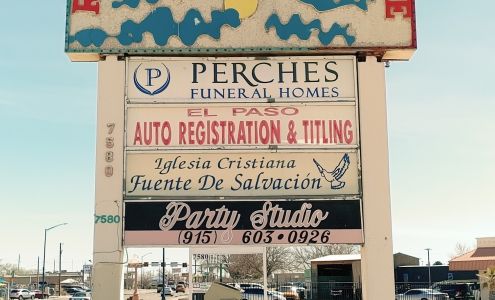 P PERCHES
FUNERAL HOMES
EL PASO
AUTO REGISTRATION & TITLING
Iglesia Cristiana
Fuente De Salvación
Party Studio
(915) 603•0926
7580
7580
7580